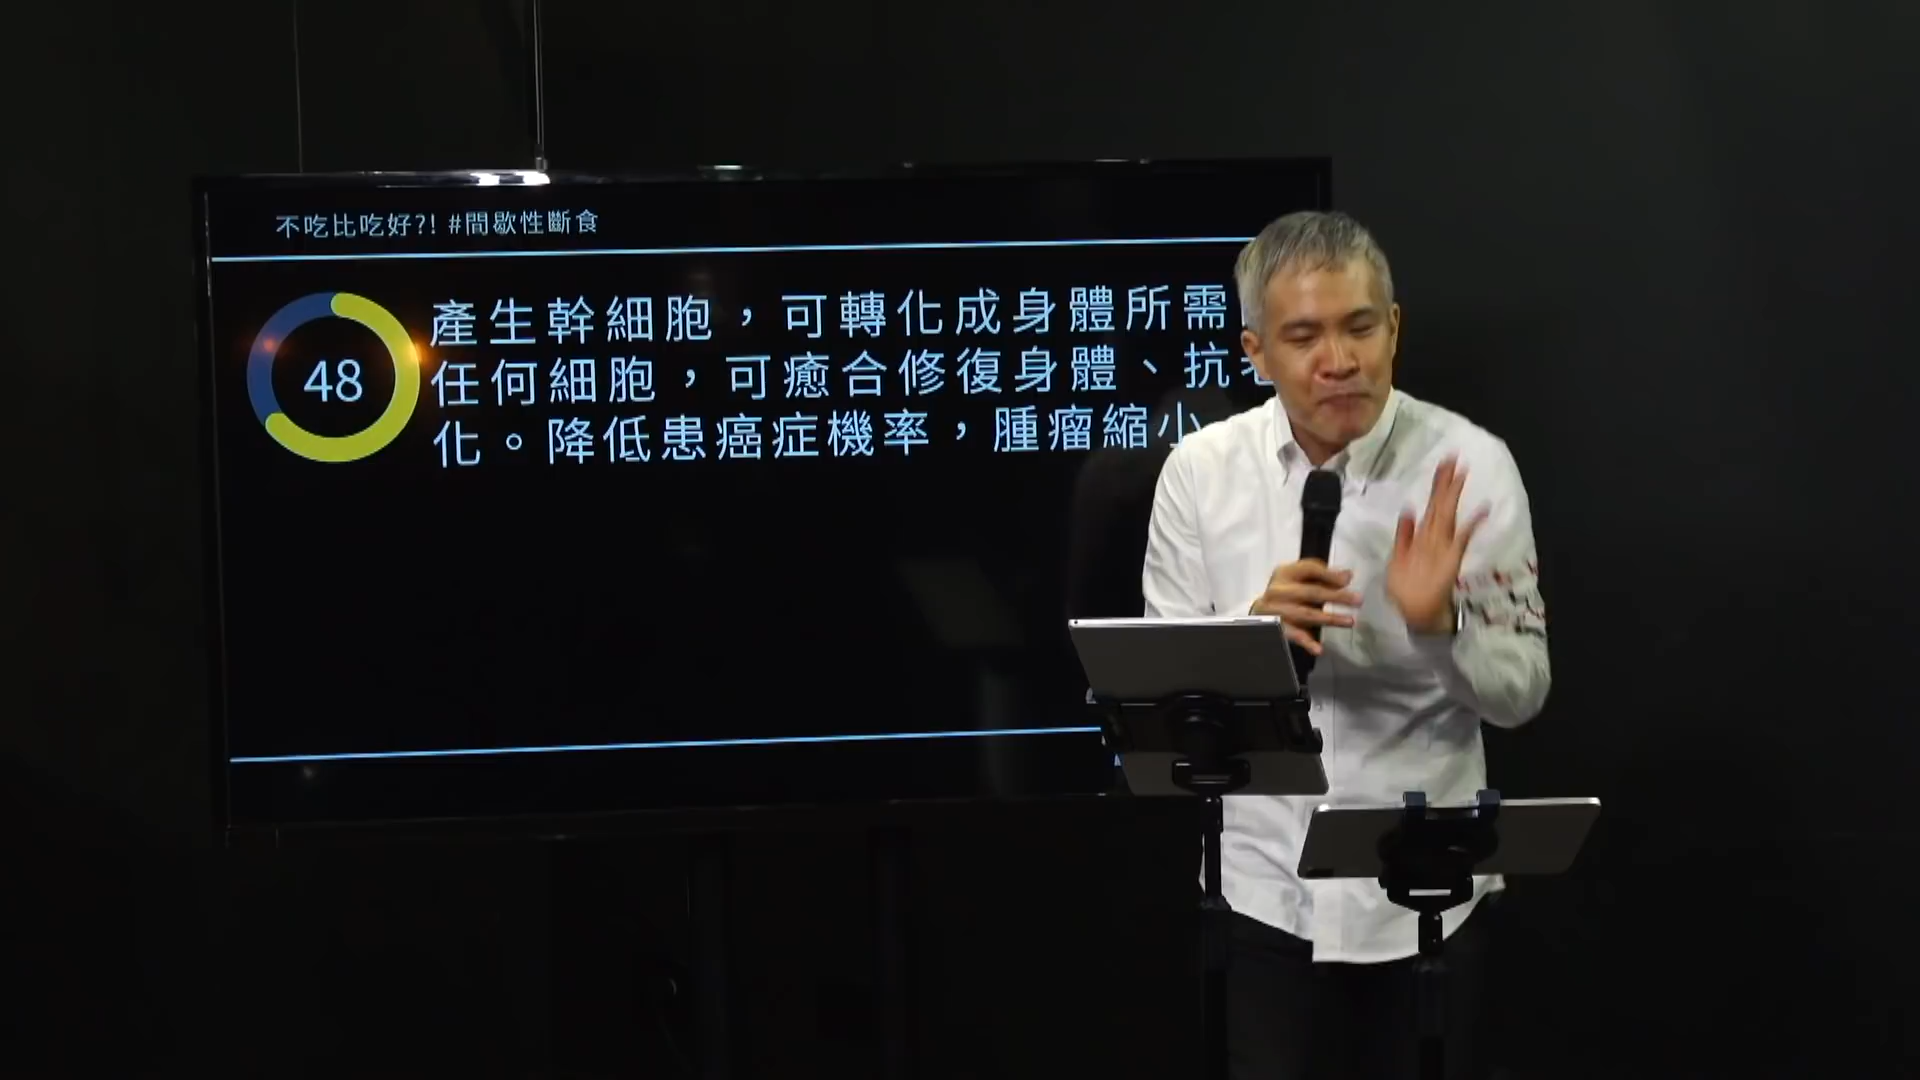 不吃比吃好?! #間歇性斷食
48
產生幹細胞，可轉化成身體所需
任何細胞，可癒合修復身體、抗老
化。降低患癌症機率，腫瘤縮小